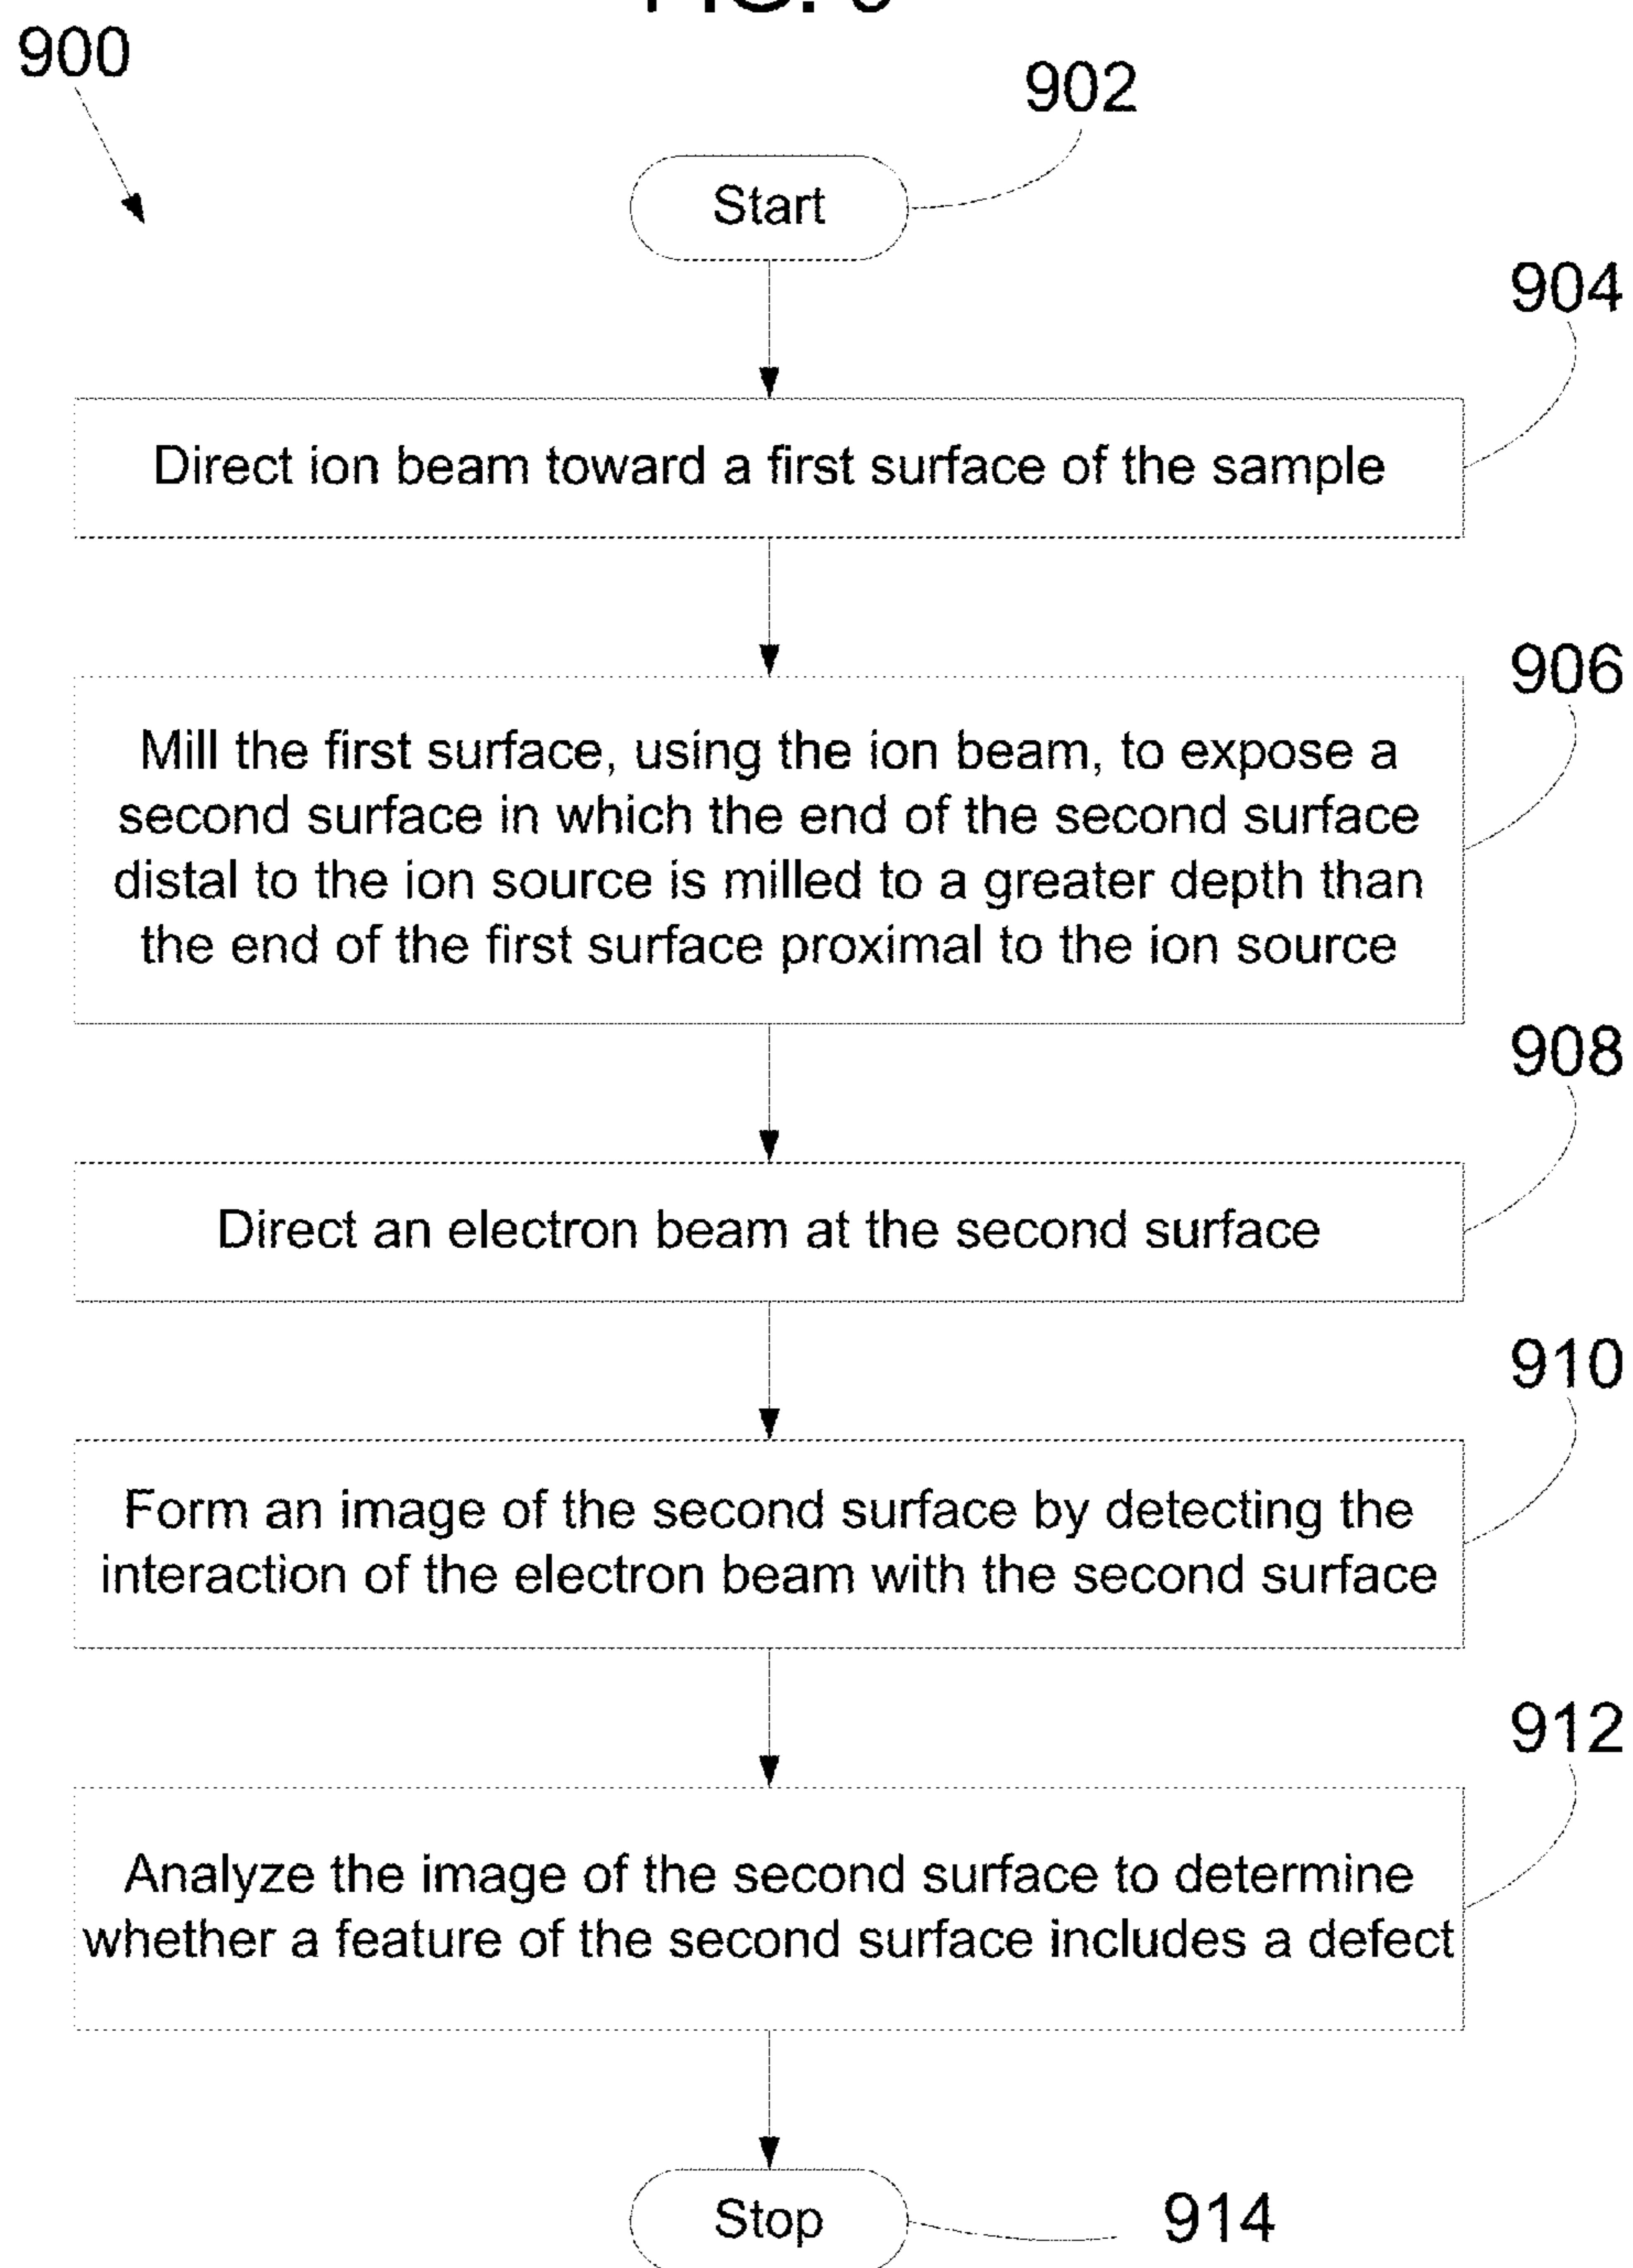 900
902
Start
904
Direct ion beam toward a first surface of the sample
906
Mill the first surface, using the ion beam, to expose a
second surface in which the end of the second surface
distal to the ion source is milled to a greater depth than
the end of the first surface proximal to the ion source
908
Direct an electron beam at the second surface
910
Form an image of the second surface by detecting the
interaction of the electron beam with the second surface
912
Analyze the image of the second surface to determine
whether a feature of the second surface includes a defect
Stop
914